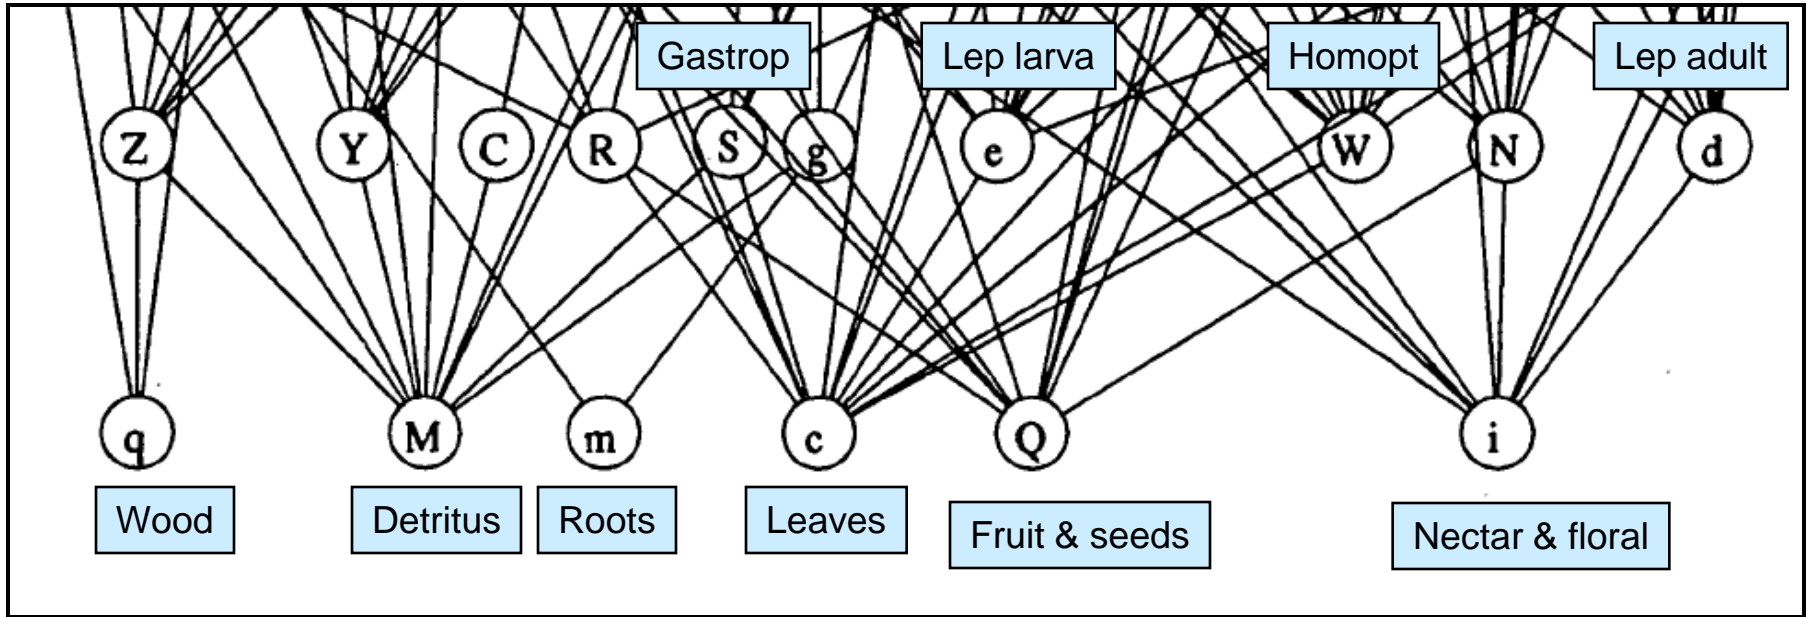 Gastrop
Lep larva
Homopt
Lep adult
Z
Y
C
R
S
g
e
W
N
d
q
M
m
c
Q
i
Wood
Detritus
Roots
Leaves
Fruit & seeds
Nectar & floral